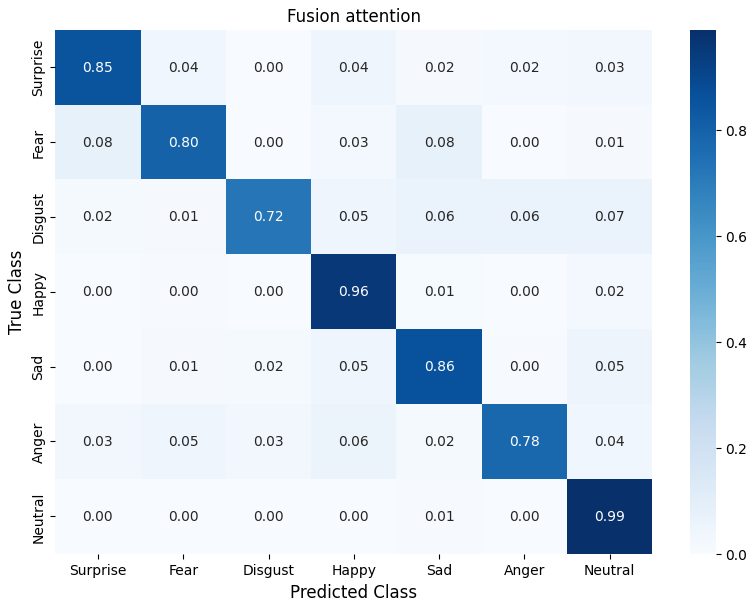 Fusion attention
Surprise 0.85 0.04 0.00 0.04 0.02 0.02 0.03
Fear 0.08 0.80 0.00 0.03 0.08 0.00 0.01
Disgust 0.02 0.01 0.72 0.05 0.06 0.06 0.07
Happy 0.00 0.00 0.00 0.96 0.01 0.00 0.02
Sad 0.00 0.01 0.02 0.05 0.86 0.00 0.05
Anger 0.03 0.05 0.03 0.06 0.02 0.78 0.04
Neutral 0.00 0.00 0.00 0.00 0.01 0.00 0.99
Surprise Fear Disgust Happy Sad Anger Neutral
Predicted Class
True Class
0.8
0.6
0.4
0.2
0.0